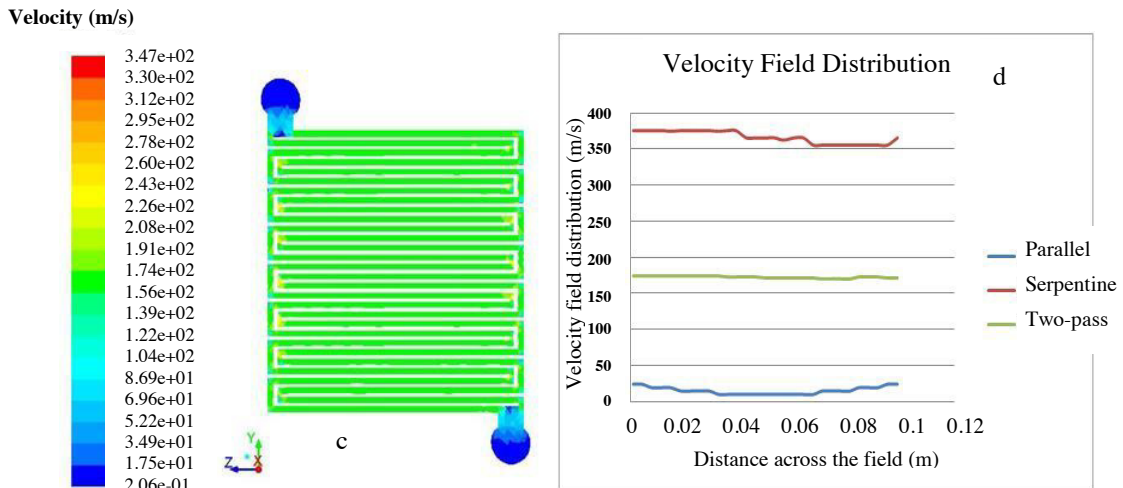 Velocity (m/s)
3.47e+02
3.30e+02
3.12e+02
2.95e+02
2.78e+02
2.60e+02
2.43e+02
2.26e+02
2.08e+02
1.91e+02
1.74e+02
1.56e+02
1.39e+02
1.22e+02
1.04e+02
8.69e+01
6.96e+01
5.22e+01
3.49e+01
1.75e+01
2.06e-01
Y
Z
X
c
Velocity Field Distribution
d
Velocity field distribution (m/s)
400
350
300
250
200
150
100
50
0
0
0.02
0.04
0.06
0.08
0.1
0.12
Distance across the field (m)
Parallel
Serpentine
Two-pass